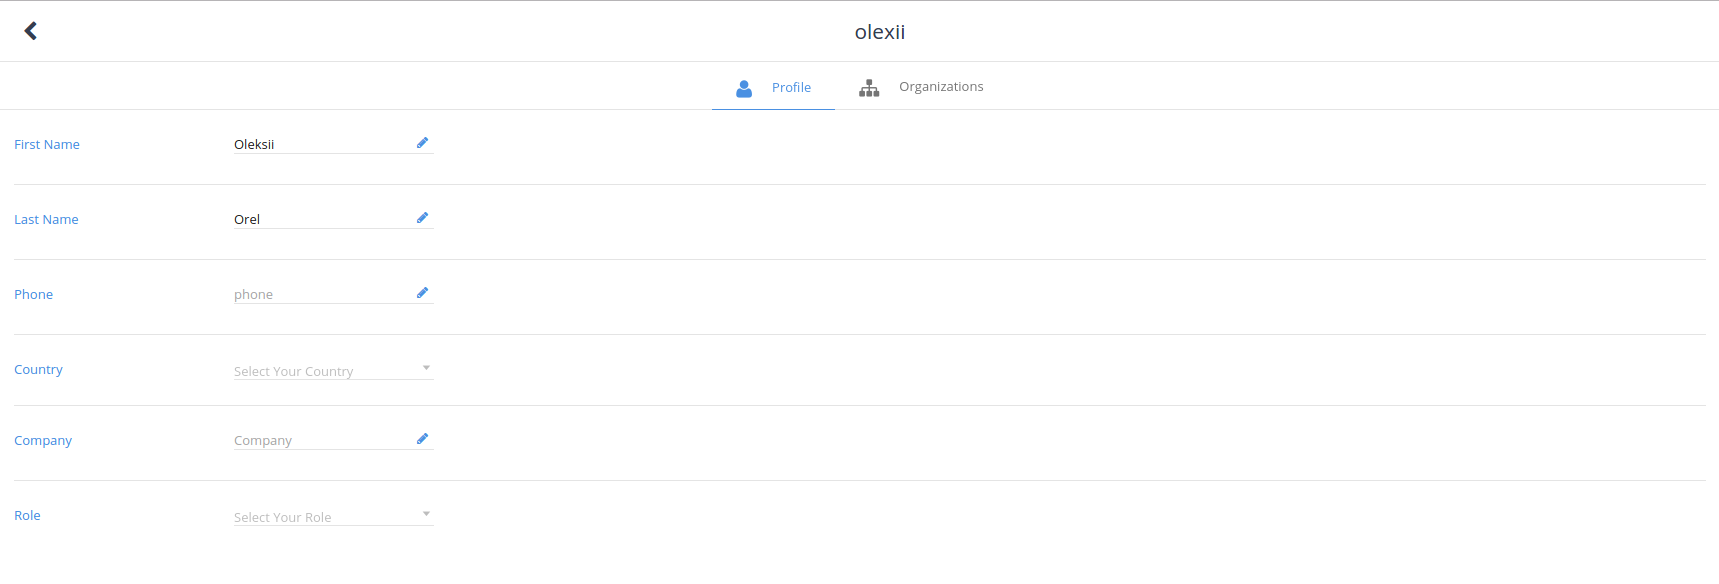 olexii
Profile Organizations
First Name Oleksii
Last Name Orel
Phone phone
Country Select Your Country
Company Company
Role Select Your Role